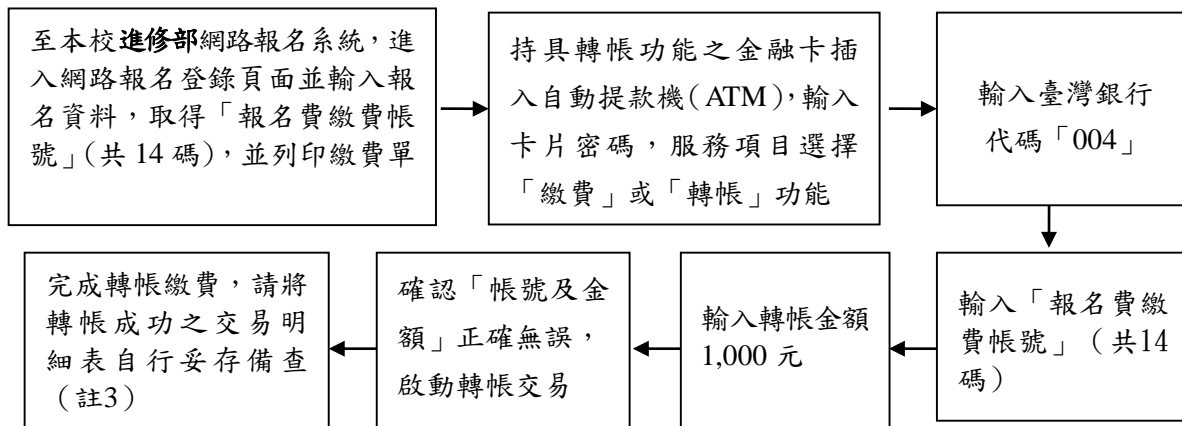 至本校進修部網路報名系統，進
入網路報名登錄頁面並輸入報
名資料，取得「報名費繳費帳
號」(共 14 碼)，並列印繳費單
持具轉帳功能之金融卡插
入自動提款機（ATM），輸入
卡片密碼，服務項目選擇
「繳費」或「轉帳」功能
輸入臺灣銀行
代碼「004」
輸入「報名費繳
費帳號」（共14
碼）
輸入轉帳金額
1,000 元
確認「帳號及金
額」正確無誤，
啟動轉帳交易
完成轉帳繳費，請將
轉帳成功之交易明
細表自行妥存備查
（註3）